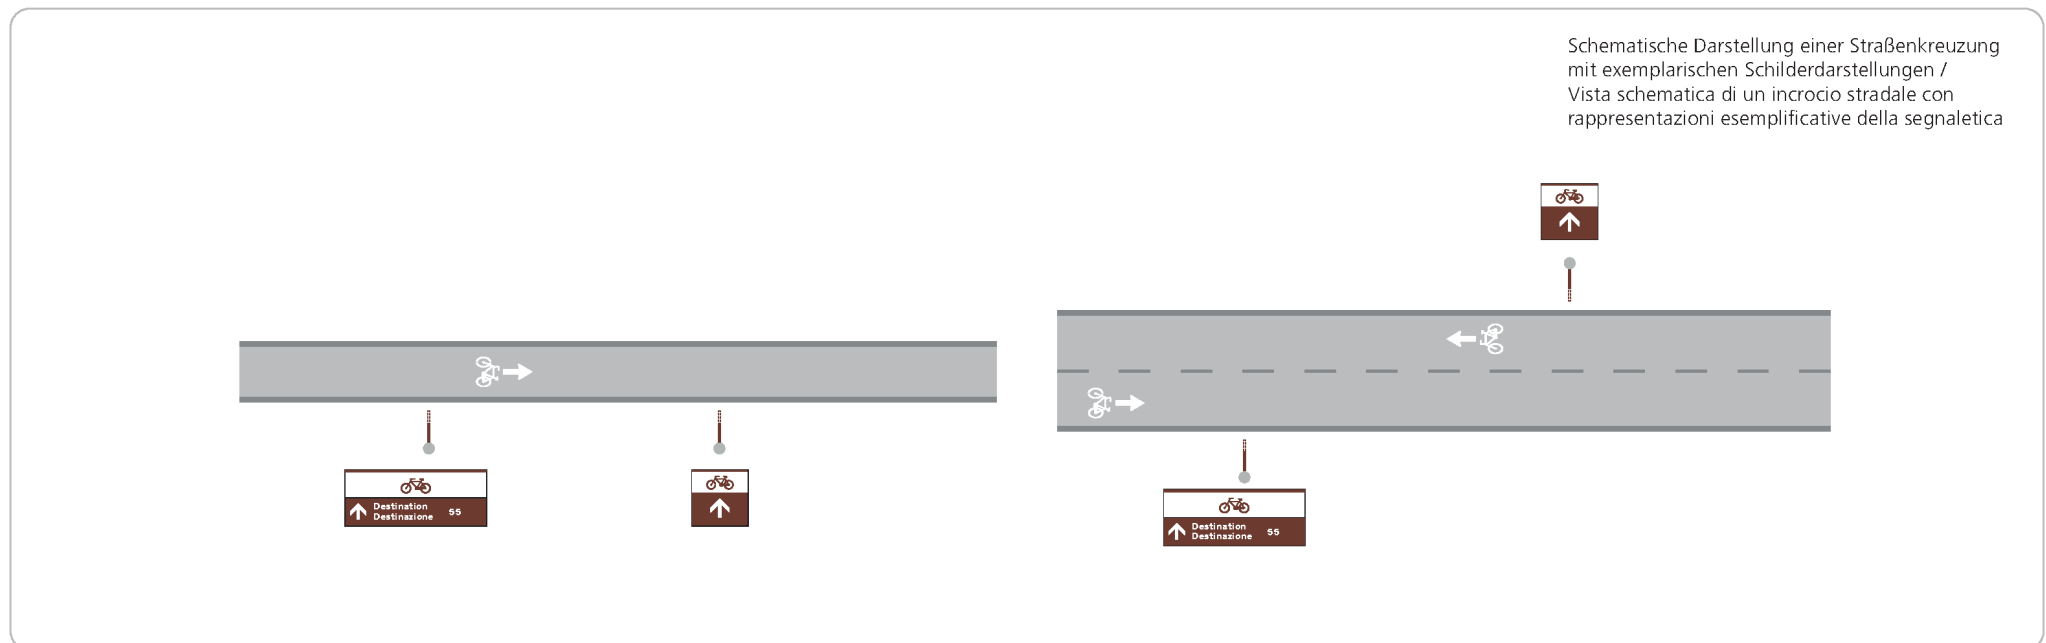 Schematische Darstellung einer Straßenkreuzung
mit exemplarischen Schilderdarstellungen /
Vista schematica di un incrocio stradale con
rappresentazioni esemplificative della segnaletica
Destination
Destinazione 55
Destination
Destinazione 55